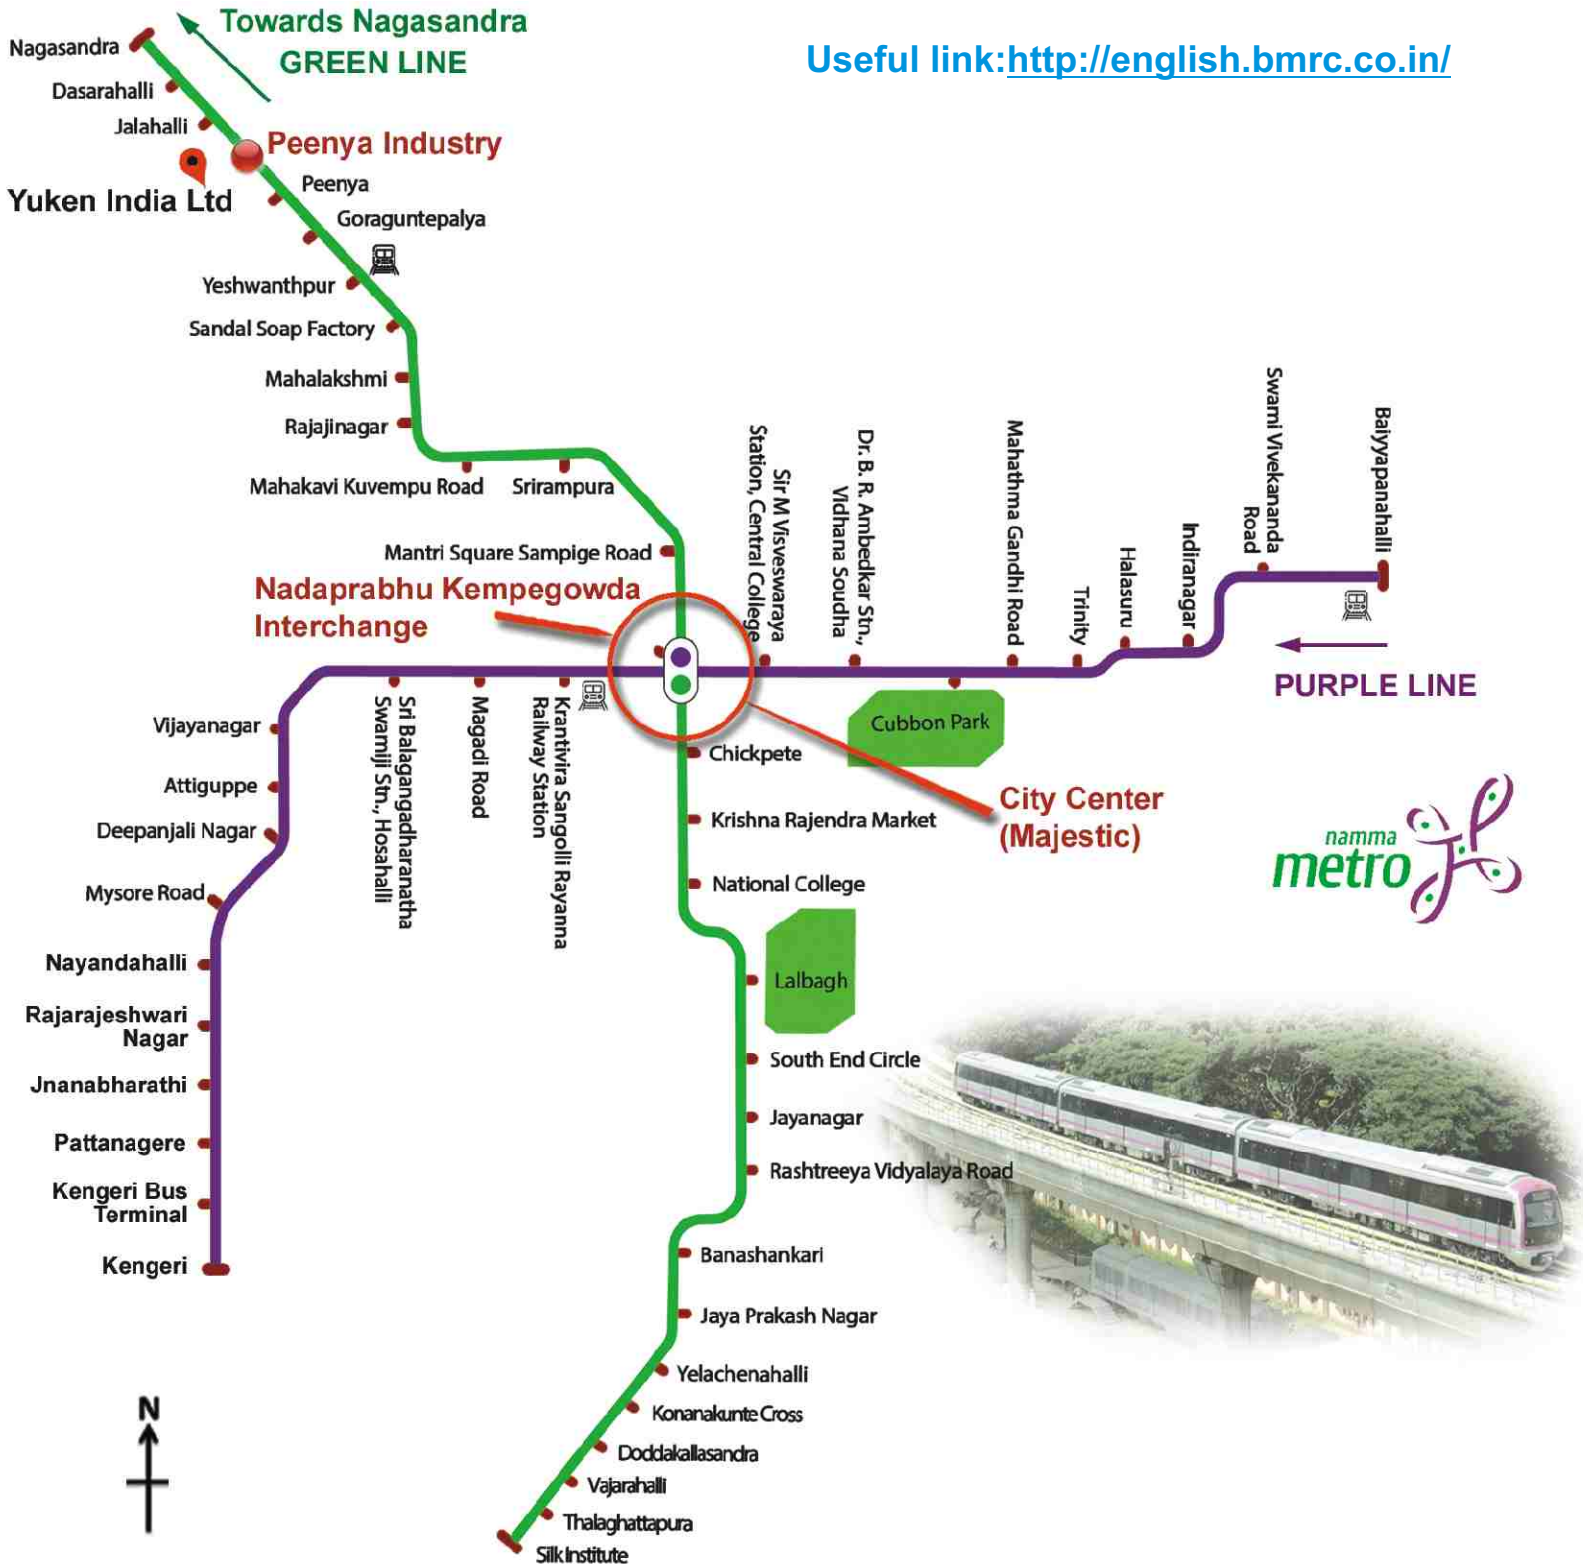 Towards Nagasandra
GREEN LINE
Useful link:http://english.bmrc.co.in/
Nagasandra
Dasarahalli
Jalahalli
Peenya Industry
Yuken India Ltd
Peenya
Goraguntepalya
Yeshwanthpur
Sandal Soap Factory
Mahalakshmi
Rajajinagar
Mahakavi Kuvempu Road
Srirampura
Mantri Square Sampige Road
Nadaprabhu Kempegowda
Interchange
Sir M Visveswaraya
Station, Central College
Dr. B. R. Ambedkar Stn.,
Vidhana Soudha
Mahathma Gandhi Road
Trinity
Halasuru
Indiranagar
Swami Vivekananda
Road
Baiyyapanahalli
PURPLE LINE
Cubbon Park
City Center
(Majestic)
Vijayanagar
Attiguppe
Deepanjali Nagar
Mysore Road
Sri Balagangadharanatha
Swamiji Stn., Hosahalli
Magadi Road
Krantivira Sangolli Rayanna
Railway Station
Chickpete
Krishna Rajendra Market
National College
Lalbagh
namma
metro
Nayandahalli
Rajarajeshwari
Nagar
Jnanabharathi
Pattanagere
Kengeri Bus
Terminal
Kengeri
South End Circle
Jayanagar
Rashtreeya Vidyalaya Road
Banashankari
Jaya Prakash Nagar
Yelachenahalli
Konanakunte Cross
Doddakallasandra
Vajarahalli
Thalaghattapura
Silk Institute
N